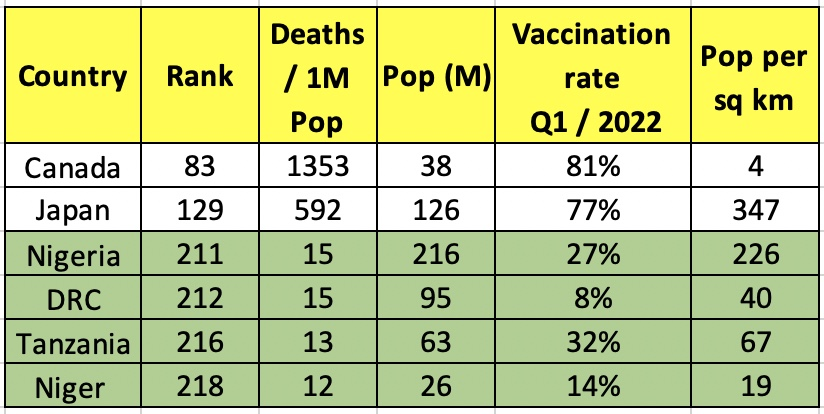 Country Rank Deaths / 1M Pop Pop (M) Vaccination rate Q1 / 2022 Pop per sq km
Canada 83 1353 38 81% 4
Japan 129 592 126 77% 347
Nigeria 211 15 216 27% 226
DRC 212 15 95 8% 40
Tanzania 216 13 63 32% 67
Niger 218 12 26 14% 19